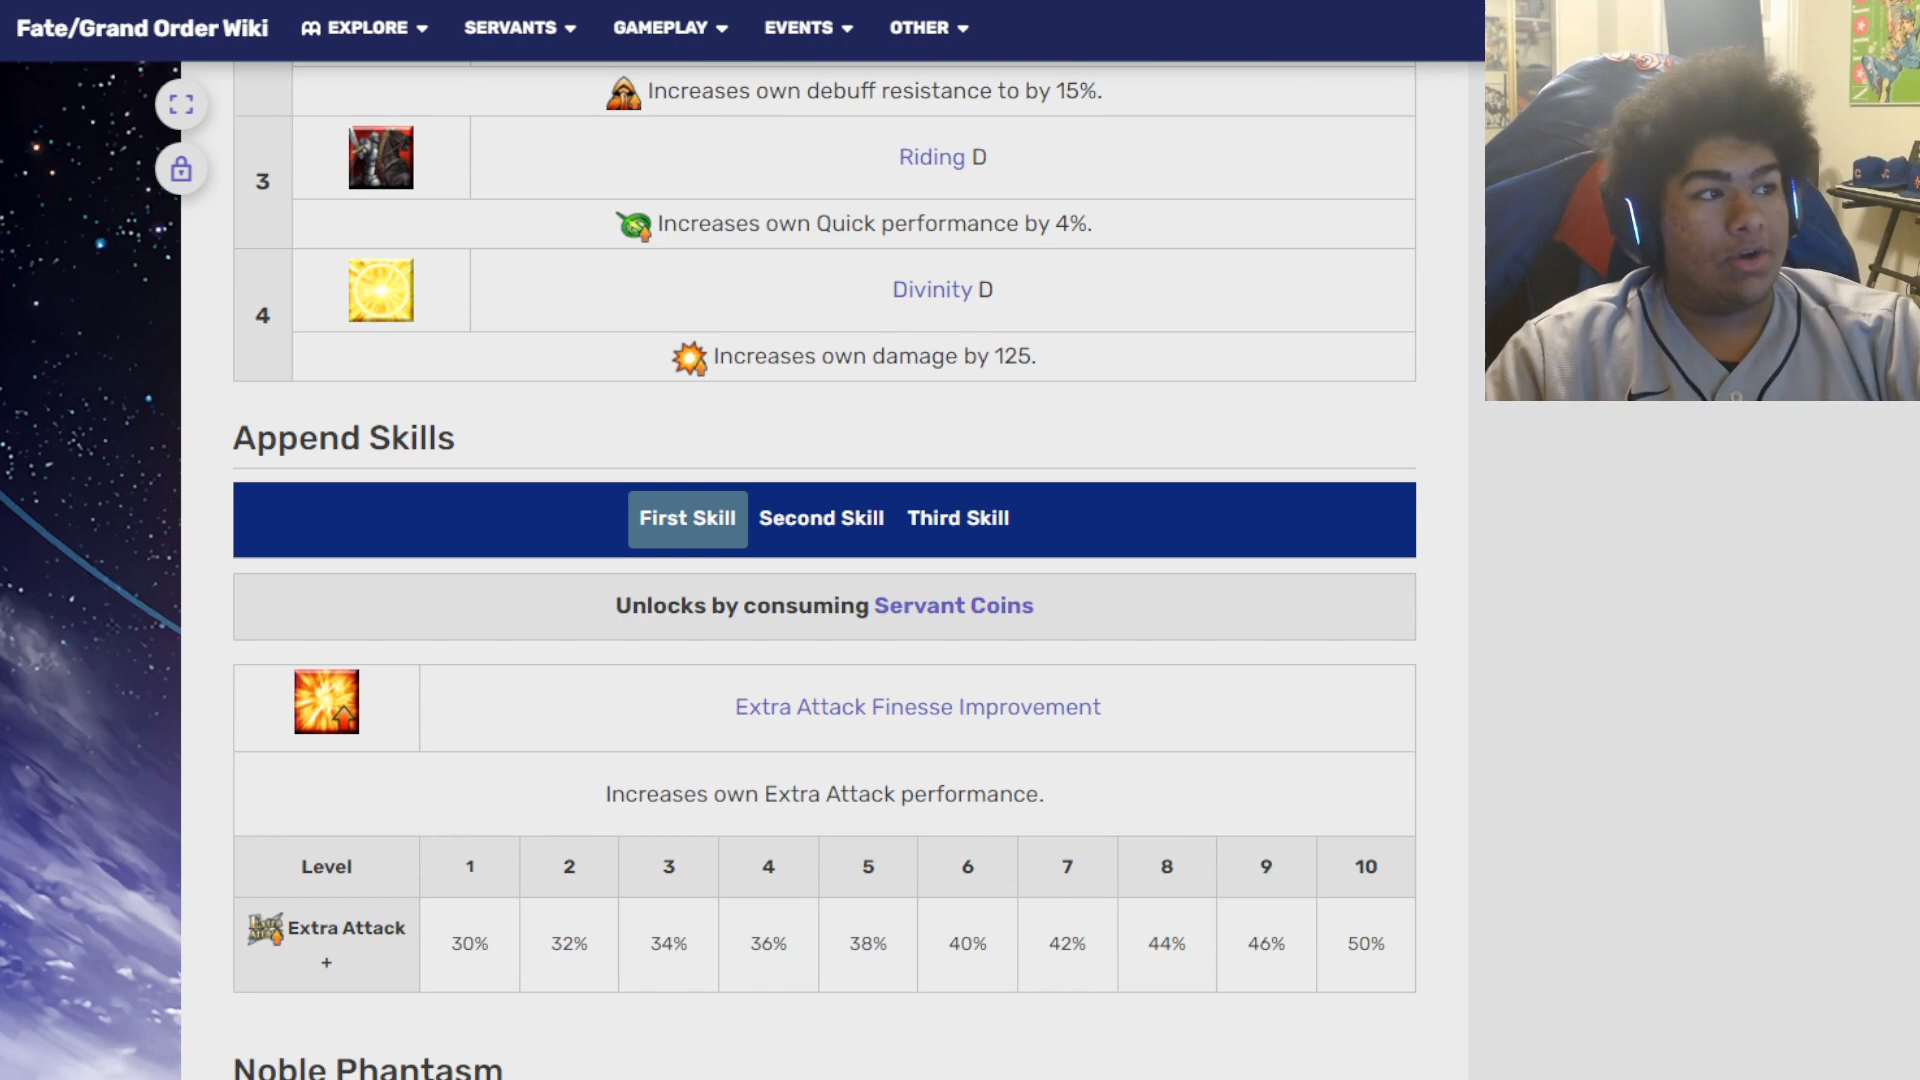 Fate/Grand Order Wiki EXPLORE SERVANTS GAMEPLAY EVENTS OTHER
Increases own debuff resistance to by 15%.
3 Riding D
Increases own Quick performance by 4%.
4 Divinity D
Increases own damage by 125.
Append Skills
First Skill Second Skill Third Skill
Unlocks by consuming Servant Coins
Extra Attack Finesse Improvement
Increases own Extra Attack performance.
Level 1 2 3 4 5 6 7 8 9 10
Extra Attack + 30% 32% 34% 36% 38% 40% 42% 44% 46% 50%
Noble Phantasm